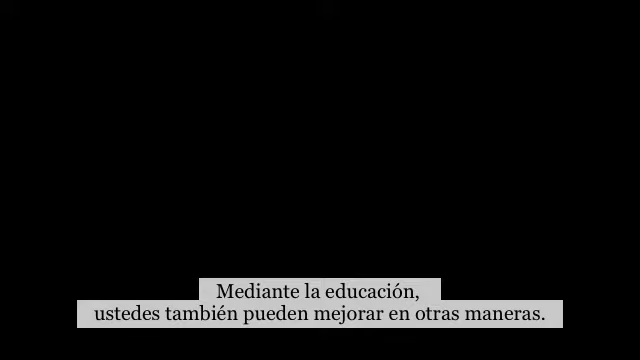 Mediante la educación,
ustedes también pueden mejorar en otras maneras.